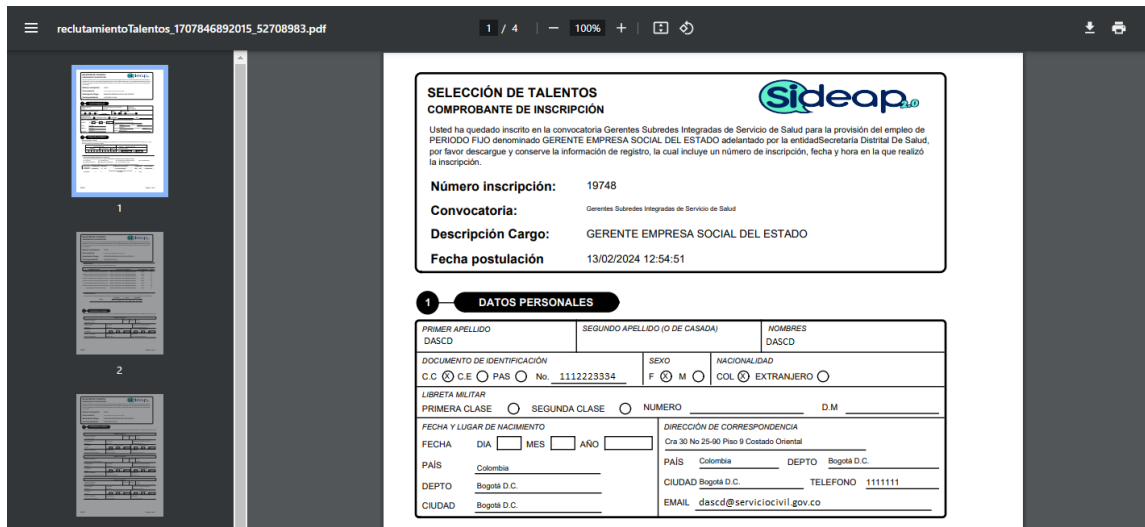 reclutamientoTalentos_1707846892015_52708983.pdf
1 / 4
100%
1
2
SELECCIÓN DE TALENTOS
COMPROBANTE DE INSCRIPCIÓN
Sideap 2.0
Usted ha quedado inscrito en la convocatoria Gerentes Subredes Integradas de Servicio de Salud para la provisión del empleo de
PERIODO FIJO denominado GERENTE EMPRESA SOCIAL DEL ESTADO adelantado por la entidadSecretaría Distrital De Salud,
por favor descargue y conserve la información de registro, la cual incluye un número de inscripción, fecha y hora en la que realizó
la inscripción.
Número inscripción: 19748
Convocatoria: Gerentes Subredes Integradas de Servicio de Salud
Descripción Cargo: GERENTE EMPRESA SOCIAL DEL ESTADO
Fecha postulación 13/02/2024 12:54:51
1 DATOS PERSONALES
PRIMER APELLIDO SEGUNDO APELLIDO (O DE CASADA) NOMBRES
DASCD DASCD
DOCUMENTO DE IDENTIFICACIÓN SEXO NACIONALIDAD
C.C X C.E PAS No. 1112223334 F X M COL X EXTRANJERO
LIBRETA MILITAR
PRIMERA CLASE SEGUNDA CLASE NUMERO D.M
FECHA Y LUGAR DE NACIMIENTO DIRECCIÓN DE CORRESPONDENCIA
FECHA DIA MES AÑO Cra 30 No 25-90 Piso 9 Costado Oriental
PAÍS Colombia PAÍS Colombia DEPTO Bogotá D.C.
DEPTO Bogotá D.C. CIUDAD Bogotá D.C. TELEFONO 1111111
CIUDAD Bogotá D.C. EMAIL dascd@serviciocivil.gov.co